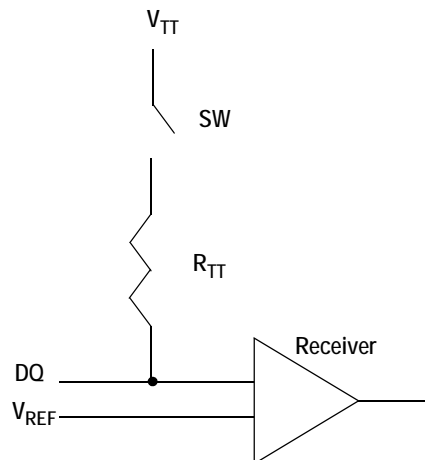 VTT
SW
RTT
Receiver
DQ
VREF